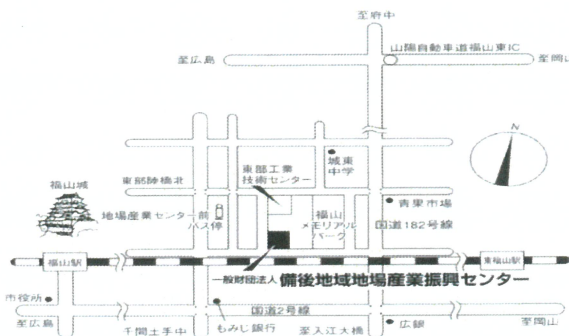 至府中
山陽自動車道福山東IC
至広島
至岡山
N
城東
中学
東部工業
技術センター
東部陣橋北
福山城
地場産業センター前
バス停
福山
メモリアル
パーク
青果市場
国道182号線
福山駅
東福山駅
一般財団法人 備後地域地場産業振興センター
市役所
国道2号線
至広島
千間土手中
もみじ銀行
至入江大橋
広銀
至岡山